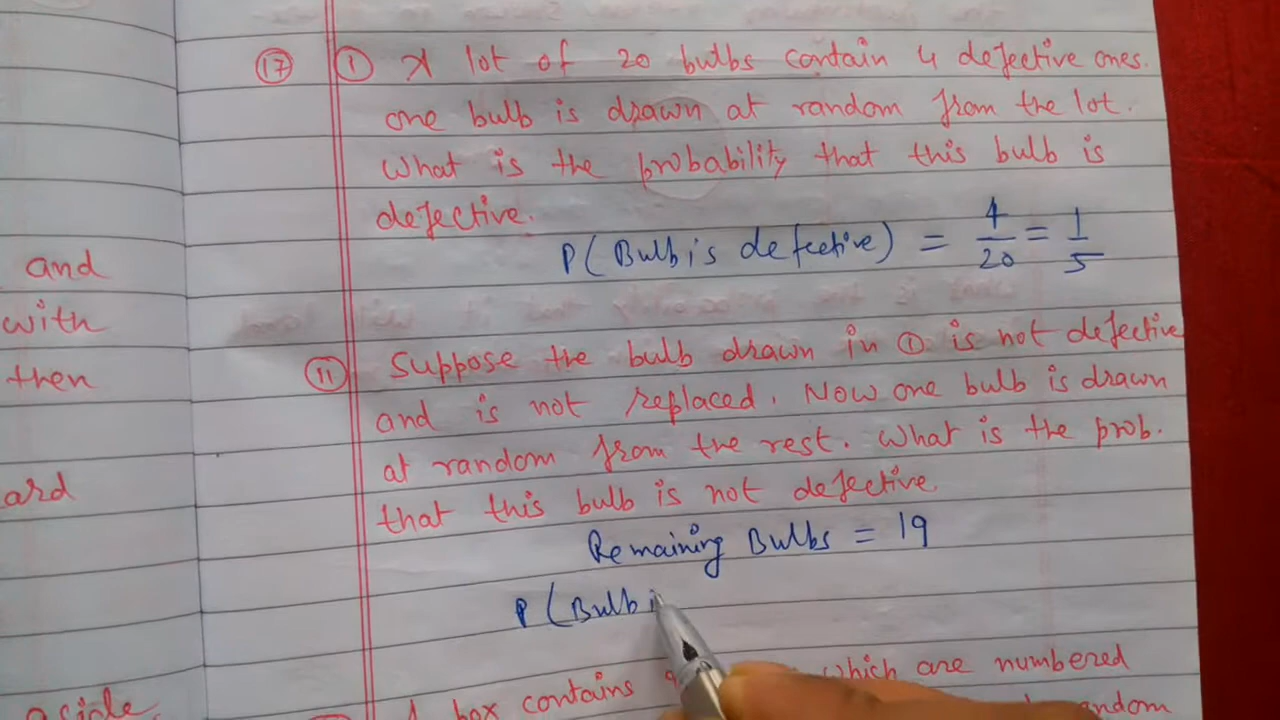 and
with
then
ard
aside
17 i A lot of 20 bulbs contain 4 defective ones.
one bulb is drawn at random from the lot.
What is the probability that this bulb is
defective.
P(Bulb is defective) = 4/20 = 1/5
ii Suppose the bulb drawn in i is not defective
and is not replaced. Now one bulb is drawn
at random from the rest. What is the prob.
that this bulb is not defective.
Remaining Bulbs = 19
P(Bulb i
A box contains 9 which are numbered
random